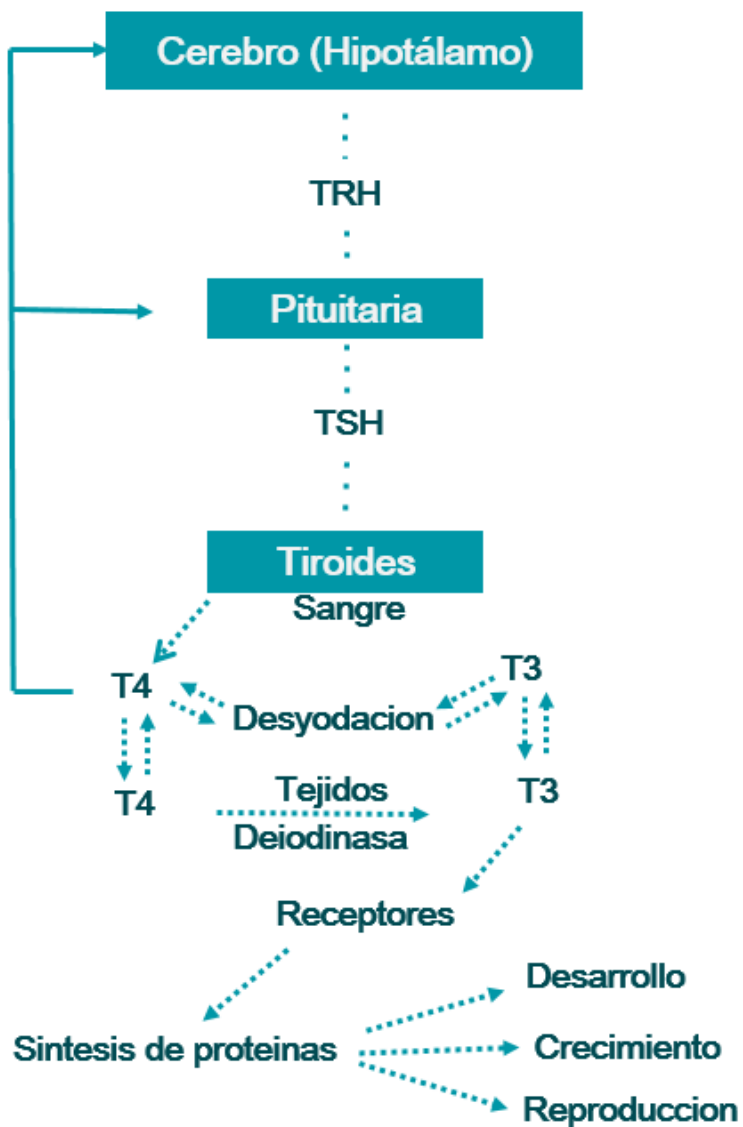 Cerebro (Hipotálamo)
TRH
Pituitaria
TSH
Tiroides
Sangre
T4
T3
Desyodacion
T4
Tejidos
T3
Deiodinasa
Receptores
Desarrollo
Sintesis de proteinas
Crecimiento
Reproduccion